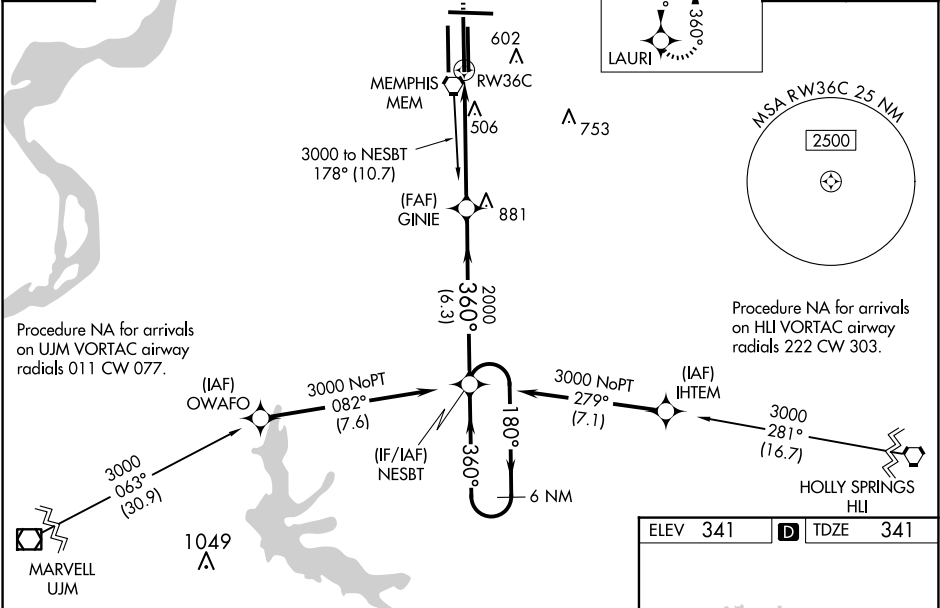 602
LAURI
360°
MEMPHIS
MEM
RW36C
506
753
MSA RW36C 25 NM
2500
3000 to NESBT
178° (10.7)
(FAF)
GINIE
881
2000
360°
(6.3)
Procedure NA for arrivals
on UJM VORTAC airway
radials 011 CW 077.
Procedure NA for arrivals
on HLI VORTAC airway
radials 222 CW 303.
(IAF)
OWAFO
3000 NoPT
082°
(7.6)
3000 NoPT
279°
(7.1)
(IAF)
IHTEM
3000
281°
(16.7)
180°
360°
(IF/IAF)
NESBT
6 NM
3000
063°
(30.9)
HOLLY SPRINGS
HLI
MARVELL
UJM
1049
ELEV 341 D TDZE 341